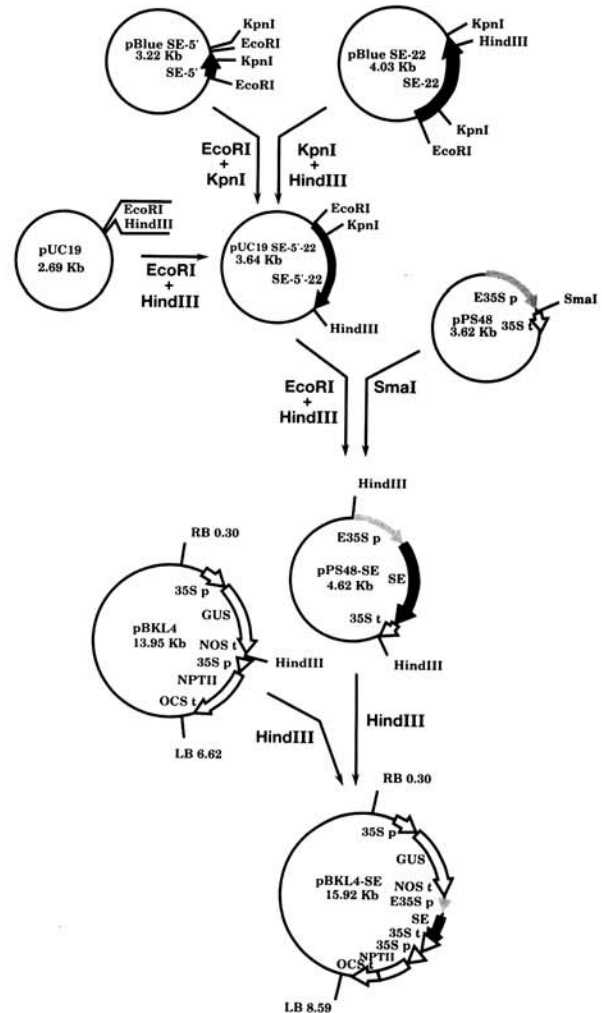 pBlue SE-5'
3.22 Kb
SE-5'
KpnI
EcoRI
KpnI
EcoRI
pBlue SE-22
4.03 Kb
SE-22
KpnI
HindIII
KpnI
EcoRI
EcoRI
+
KpnI
KpnI
+
HindIII
pUC19
2.69 Kb
EcoRI
HindIII
EcoRI
+
HindIII
pUC19 SE-5'-22
3.64 Kb
SE-5'-22
EcoRI
KpnI
HindIII
E35S p
pPS48
3.62 Kb
35S t
SmaI
EcoRI
+
HindIII
SmaI
HindIII
E35S p
pPS48-SE
4.62 Kb
SE
35S t
HindIII
RB 0.30
35S p
GUS
pBKL4
13.95 Kb
NOS t
35S p
HindIII
NPTII
OCS t
LB 6.62
HindIII
HindIII
RB 0.30
35S p
GUS
pBKL4-SE
15.92 Kb
NOS t
E35S p
SE
35S t
35S p
NPTII
OCS t
LB 8.59